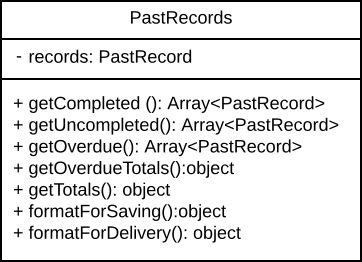 PastRecords
- records: PastRecord
+ getCompleted (): Array<PastRecord>
+ getUncompleted(): Array<PastRecord>
+ getOverdue(): Array<PastRecord>
+ getOverdueTotals():object
+ getTotals(): object
+ formatForSaving():object
+ formatForDelivery(): object